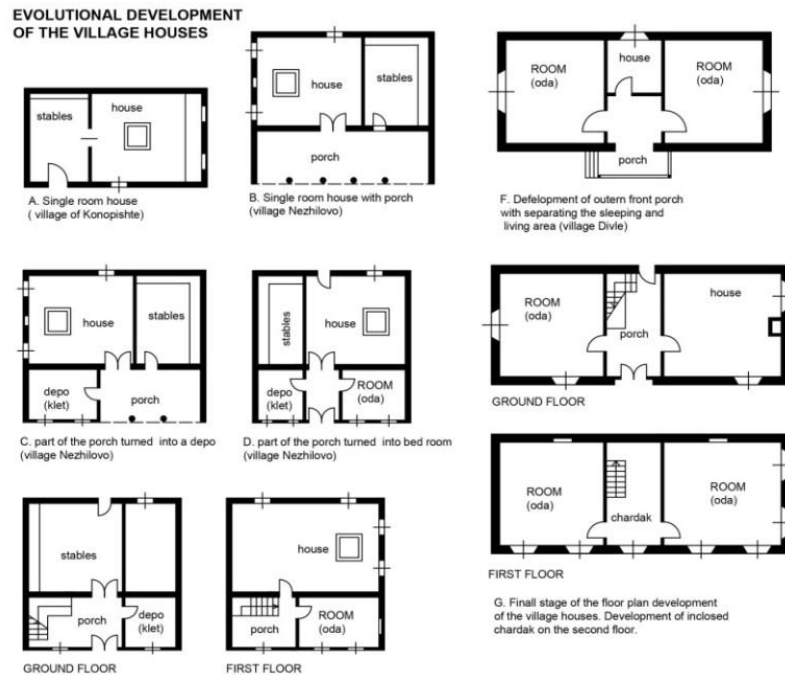 EVOLUTIONAL DEVELOPMENT
OF THE VILLAGE HOUSES
stables
house
A. Single room house
( village of Konopishte)
house
stables
porch
B. Single room house with porch
(village Nezhilovo)
ROOM
(oda)
house
ROOM
(oda)
porch
F. Defelopment of outern front porch
with separating the sleeping and
living area (village Divle)
house
stables
depo
(klet)
porch
C. part of the porch turned into a depo
(village Nezhilovo)
stables
house
depo
(klet)
ROOM
(oda)
D. part of the porch turned into bed room
(village Nezhilovo)
ROOM
(oda)
porch
house
GROUND FLOOR
stables
porch
depo
(klet)
GROUND FLOOR
house
porch
ROOM
(oda)
FIRST FLOOR
ROOM
(oda)
chardak
ROOM
(oda)
FIRST FLOOR
G. Finall stage of the floor plan development
of the village houses. Development of inclosed
chardak on the second floor.